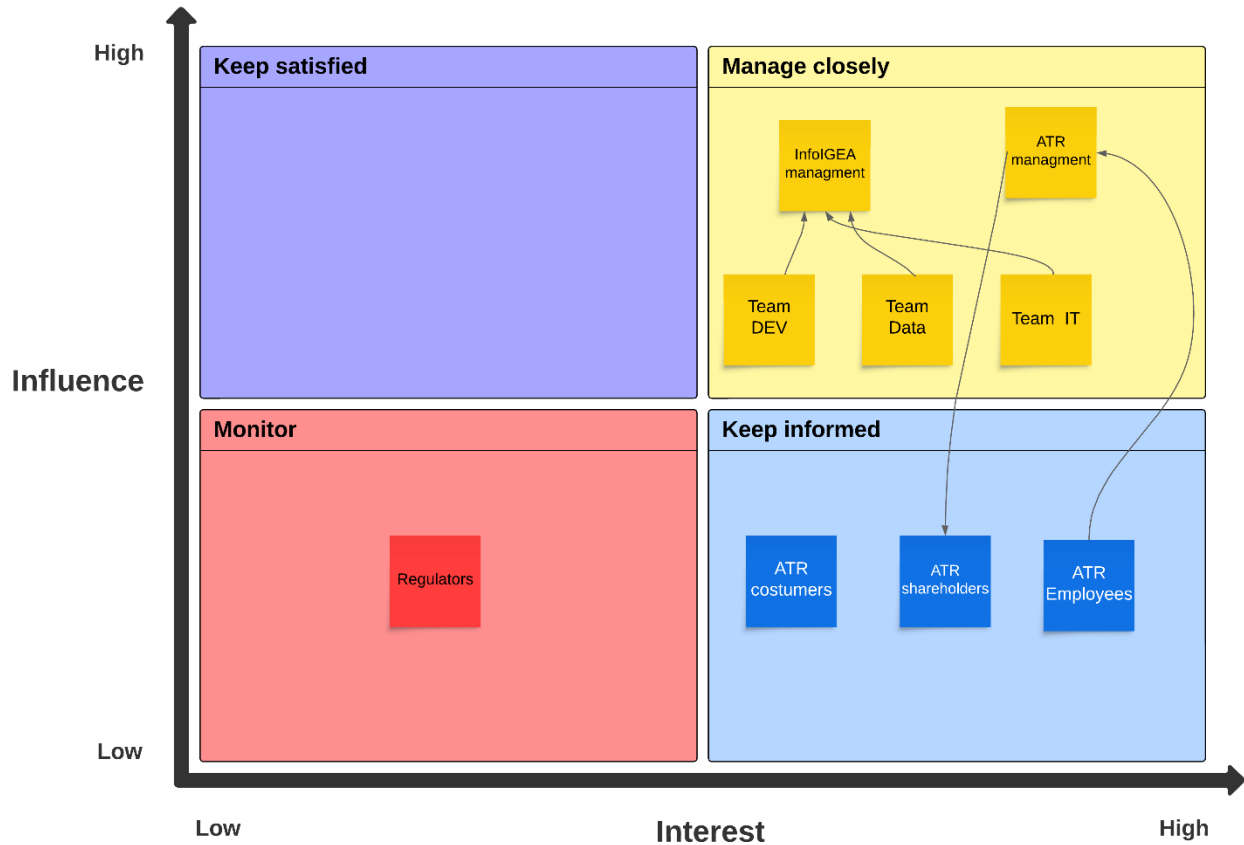 High
Keep satisfied
Manage closely
InfoIGEA
managment
ATR
managment
Team
DEV
Team
Data
Team IT
Influence
Monitor
Keep informed
Regulators
ATR
costumers
ATR
shareholders
ATR
Employees
Low
Low
Interest
High